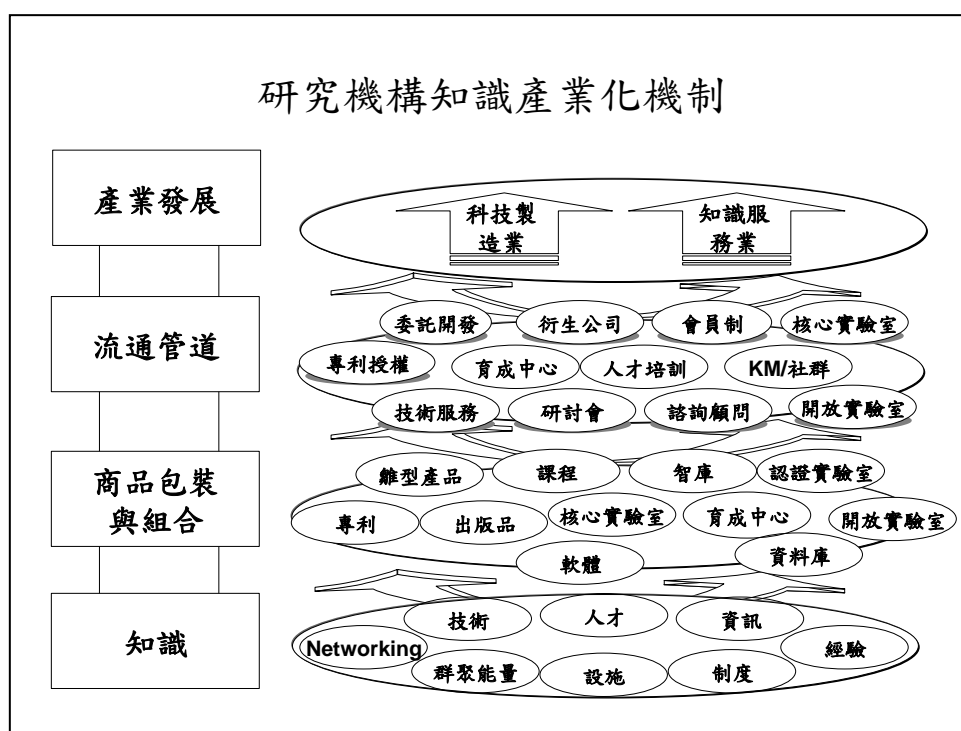 研究機構知識產業化機制
產業發展
科技製
造業
知識服
務業
流通管道
委託開發
衍生公司
會員制
核心實驗室
專利授權
育成中心
人才培訓
KM/社群
技術服務
研討會
諮詢顧問
開放實驗室
商品包裝
與組合
雛型產品
課程
智庫
認證實驗室
專利
出版品
核心實驗室
育成中心
開放實驗室
軟體
資料庫
知識
技術
人才
資訊
Networking
經驗
群聚能量
設施
制度